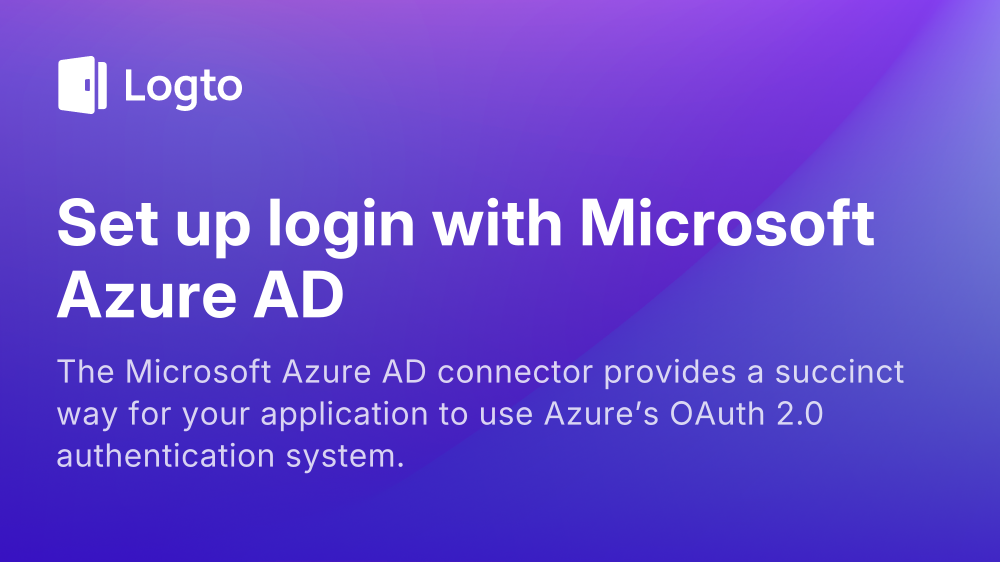 Logto
Set up login with Microsoft
Azure AD
The Microsoft Azure AD connector provides a succinct
way for your application to use Azure’s OAuth 2.0
authentication system.